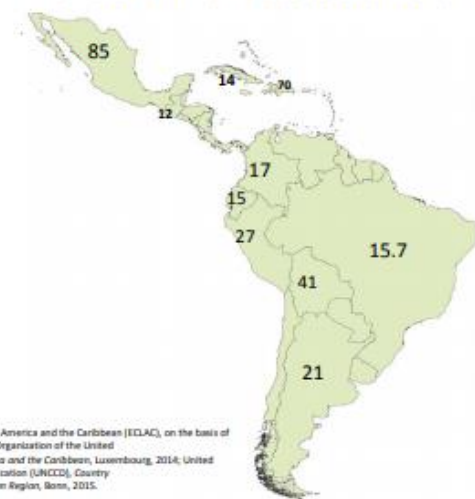 85
14
70
12
17
15
27
15.7
41
21
America and the Caribbean (ECLAC), on the basis of
Organization of the United
and the Caribbean, Luxembourg, 2014; United
cation (UNCCD), Country
Region, Bonn, 2015.